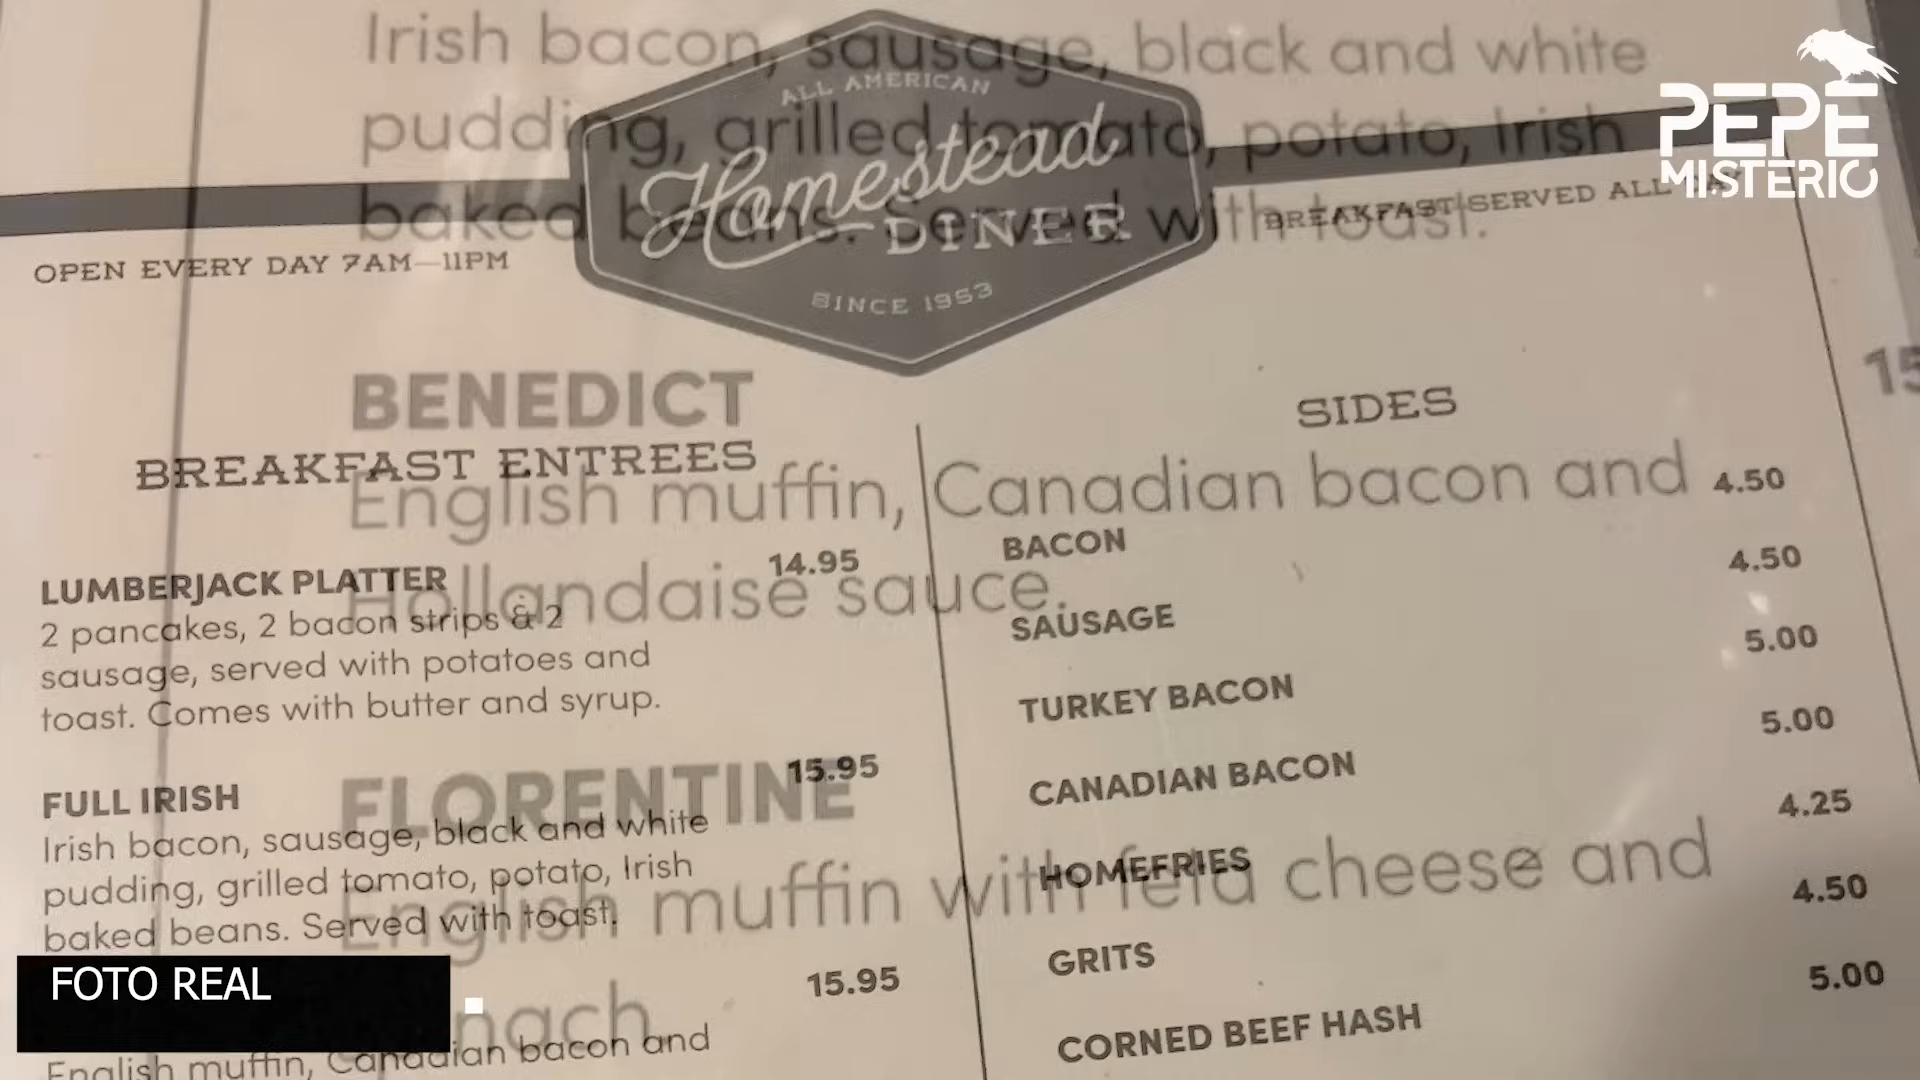 Irish bacon, sausage, black and white
pudding, grilled tomato, potato, Irish
baked beans. Served with toast.
PEPE
MISTERIO
ALL AMERICAN
Homestead
DINER
SINCE 1953
OPEN EVERY DAY 7AM—11PM
BREAKFAST SERVED ALL DAY
BENEDICT
English muffin, Canadian bacon and
Hollandaise sauce.
FLORENTINE
English muffin with feta cheese and
BREAKFAST ENTREES
LUMBERJACK PLATTER 14.95
2 pancakes, 2 bacon strips & 2
sausage, served with potatoes and
toast. Comes with butter and syrup.
FULL IRISH 15.95
Irish bacon, sausage, black and white
pudding, grilled tomato, potato, Irish
baked beans. Served with toast.
15.95
English muffin, Canadian bacon and
SIDES
4.50
BACON
4.50
SAUSAGE
5.00
TURKEY BACON
5.00
CANADIAN BACON
4.25
HOMEFRIES
4.50
GRITS
5.00
CORNED BEEF HASH
FOTO REAL